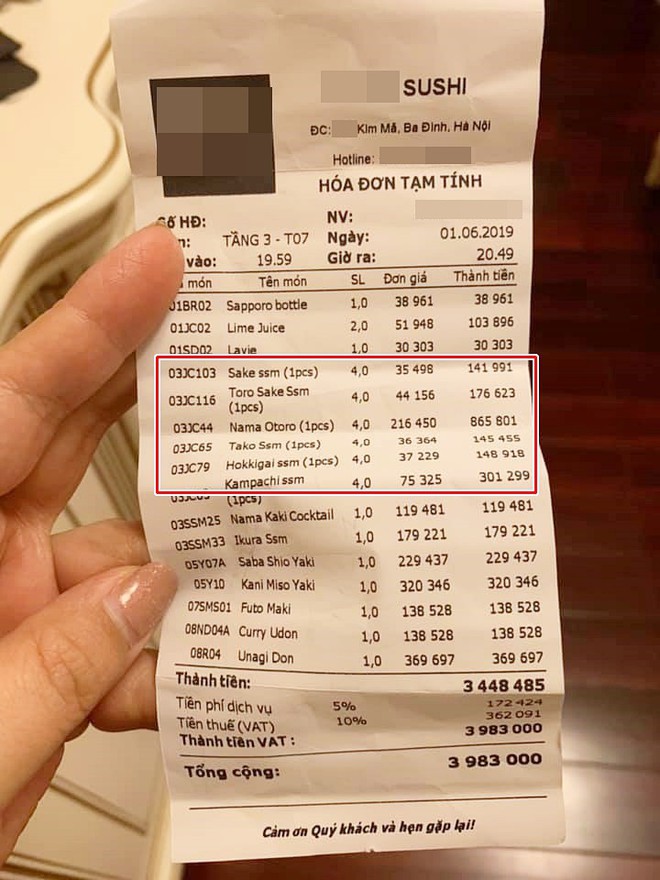 SUSHI
ĐC: Kim Mã, Ba Đình, Hà Nội
Hotline:
HÓA ĐƠN TẠM TÍNH
Số HĐ: NV:
n: TẦNG 3 - T07 Ngày: 01.06.2019
vào: 19.59 Giờ ra: 20.49
món Tên món SL Đơn giá Thành tiền
01BR02 Sapporo bottle 1,0 38 961 38 961
01JC02 Lime Juice 2,0 51 948 103 896
01SD02 Lavie 1,0 30 303 30 303
03JC103 Sake ssm (1pcs) 4,0 35 498 141 991
03JC116 Toro Sake Ssm 4,0 44 156 176 623
(1pcs)
03JC44 Nama Otoro (1pcs) 4,0 216 450 865 801
03JC65 Tako Ssm (1pcs) 4,0 36 364 145 455
03JC79 Hokkigai ssm (1pcs) 4,0 37 229 148 918
Kampachi ssm 4,0 75 325 301 299
(1pcs)
03SSM25 Nama Kaki Cocktail 1,0 119 481 119 481
03SSM33 Ikura Ssm 1,0 179 221 179 221
05Y07A Saba Shio Yaki 1,0 229 437 229 437
05Y10 Kani Miso Yaki 1,0 320 346 320 346
07SMS01 Futo Maki 1,0 138 528 138 528
08ND04A Curry Udon 1,0 138 528 138 528
08R04 Unagi Don 1,0 369 697 369 697
Thành tiền: 3 448 485
Tiền phí dịch vụ 5% 172 424
Tiền thuế (VAT) 10% 362 091
Thành tiền VAT : 3 983 000
Tổng cộng: 3 983 000
Cảm ơn Quý khách và hẹn gặp lại!